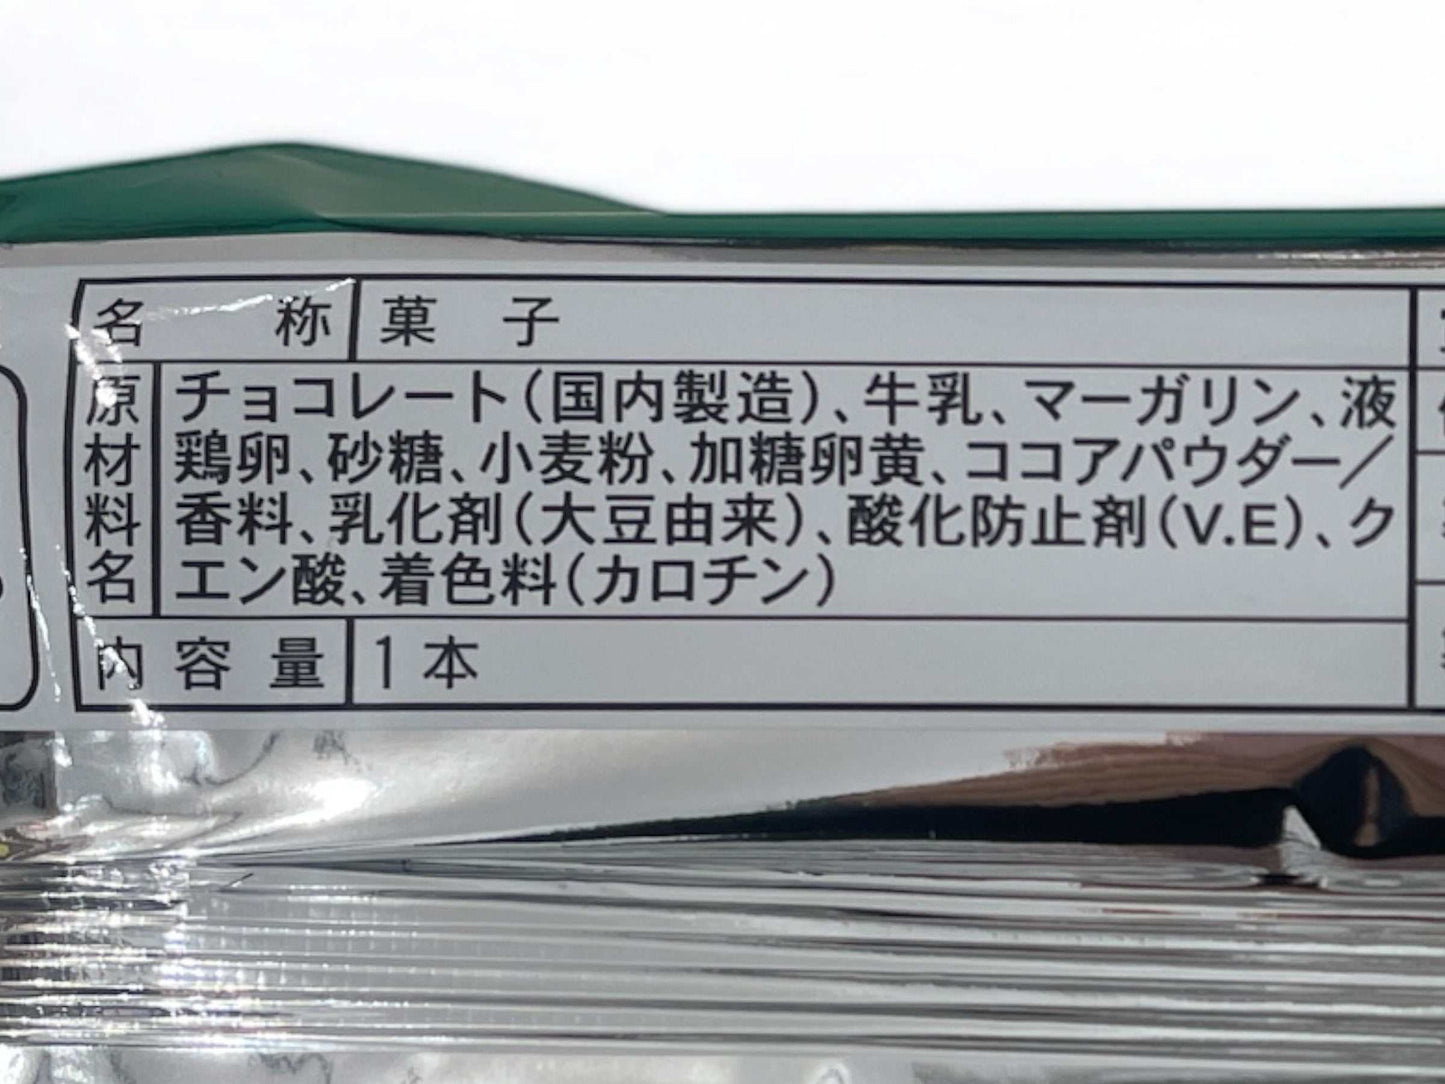 名称 菓子
原材料名 チョコレート(国内製造)、牛乳、マーガリン、液
鶏卵、砂糖、小麦粉、加糖卵黄、ココアパウダー／
香料、乳化剤(大豆由来)、酸化防止剤(V.E)、ク
エン酸、着色料(カロチン)
内容量 1本